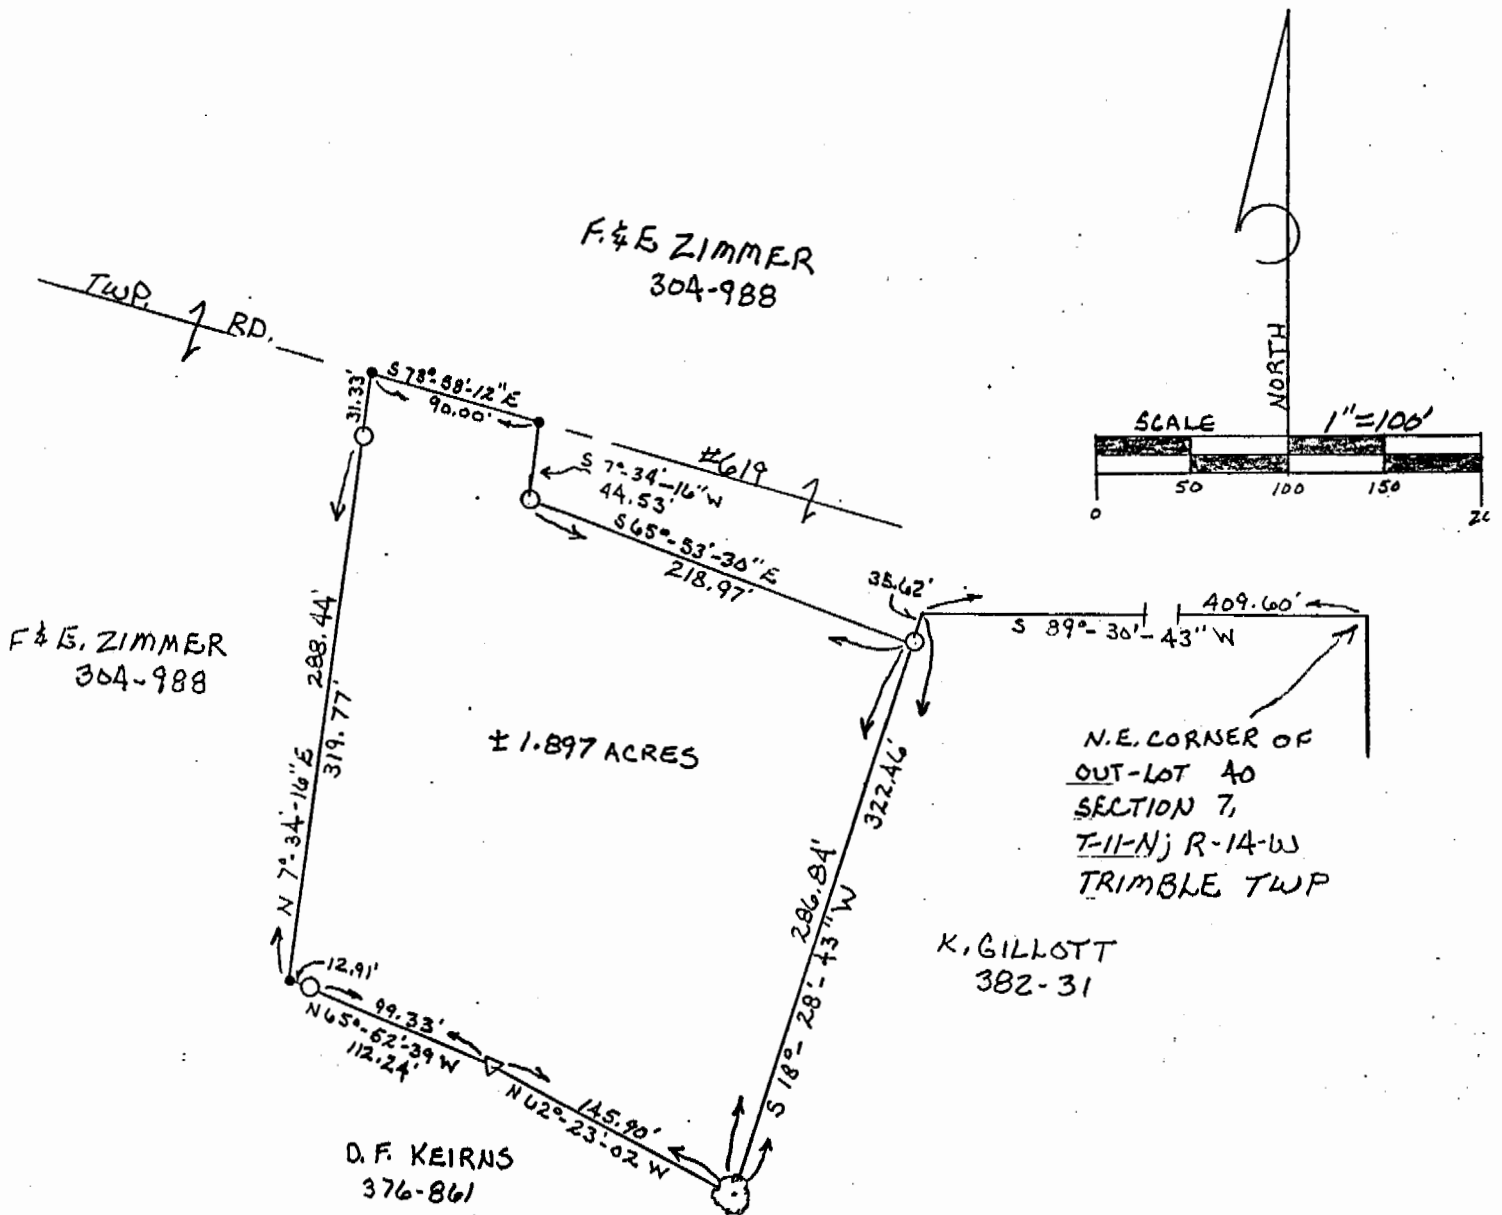 F. & E. ZIMMER
304-988
TWP. RD.
NORTH
SCALE 1"=100'
0 50 100 150
31.33'
S 73°-58'-12" E
90.00'
#619
S 7°-34'-16" W
44.53'
S 65°-53'-30" E
218.97'
35.62'
409.60'
S 89°-30'-43" W
F & E. ZIMMER
304-988
288.44'
319.77'
N 7°-34'-16" E
± 1.897 ACRES
322.46'
286.84'
S 18°-28'-43" W
N.E. CORNER OF
OUT-LOT 40
SECTION 7,
T-11-N; R-14-W
TRIMBLE TWP
K. GILLOTT
382-31
12.91'
99.33'
N 65°-52'-39 W
112.24'
145.90'
N 62°-23'-02 W
D. F. KEIRNS
376-861